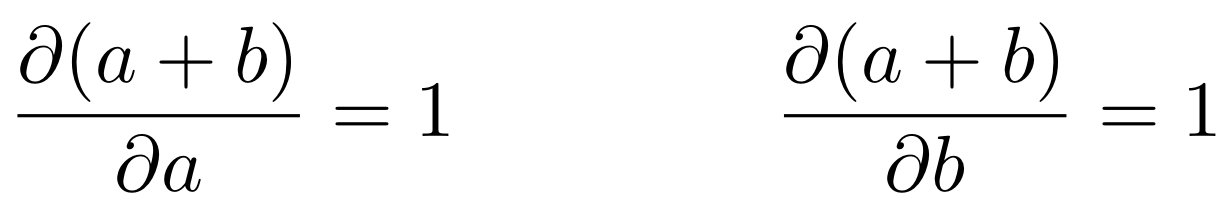 ∂(a + b)/∂a = 1    ∂(a + b)/∂b = 1